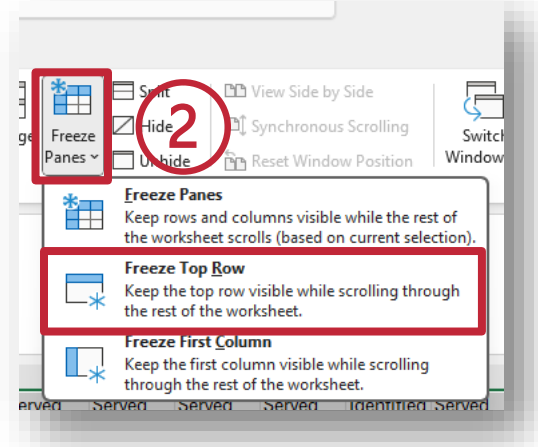 Split
View Side by Side
Hide
2
Synchronous Scrolling
Freeze
Panes
Unhide
Reset Window Position
Switch
Window
Freeze Panes
Keep rows and columns visible while the rest of
the worksheet scrolls (based on current selection).
Freeze Top Row
Keep the top row visible while scrolling through
the rest of the worksheet.
Freeze First Column
Keep the first column visible while scrolling
through the rest of the worksheet.
Served Served Served Served Identified Served